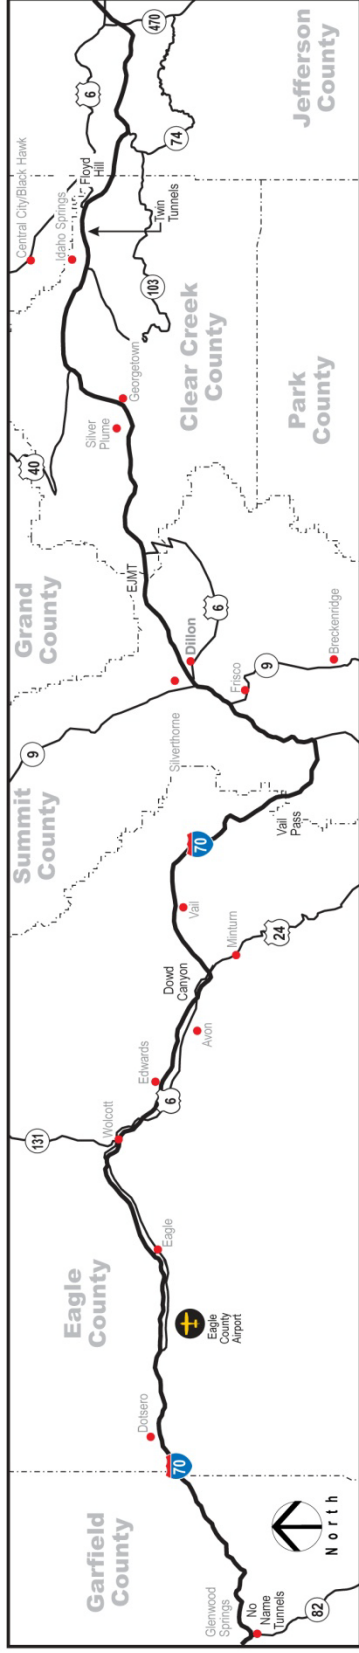 Garfield
County
Glenwood
Springs
No
Name
Tunnels
82
North
70
Dotsero
Eagle
County
Eagle
County
Airport
Eagle
131
Wolcott
6
Edwards
Avon
Dowd
Canyon
Minturn
24
Vail
70
Vail
Pass
Summit
County
9
Silverthorne
Dillon
Frisco
9
Breckenridge
6
Grand
County
EJMT
40
Silver
Plume
Georgetown
Clear Creek
County
Park
County
Central City/Black Hawk
Idaho Springs
Floyd
Hill
Twin
Tunnels
103
6
74
470
Jefferson
County